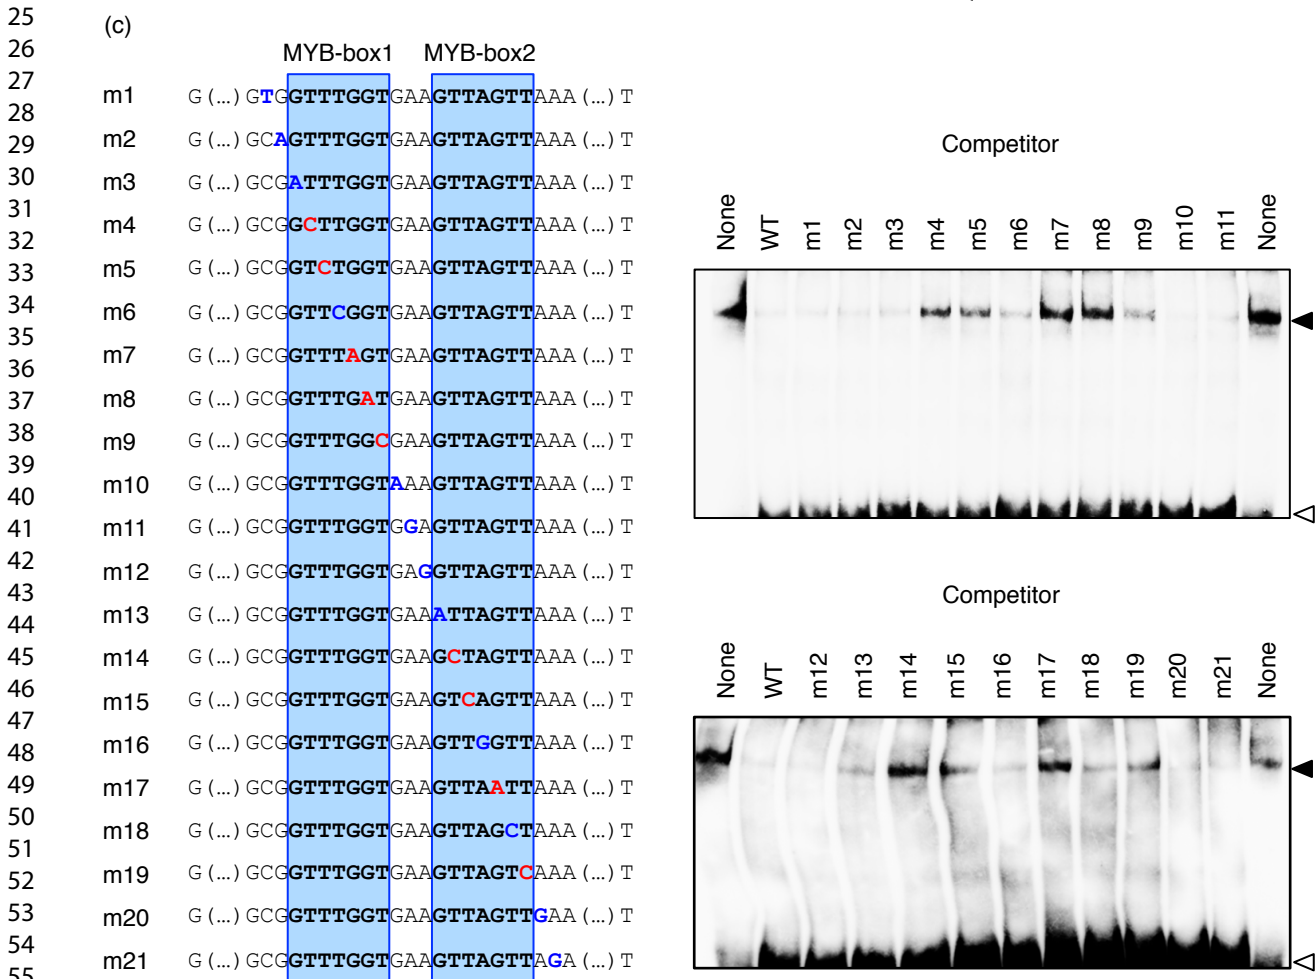 (c)
MYB-box1 MYB-box2
m1 G (...) GTGGTTTGGTGAAGTTAGTTAAA (...) T
m2 G (...) GCAGTTTGGTGAAGTTAGTTAAA (...) T
m3 G (...) GCGATTTGGTGAAGTTAGTTAAA (...) T
m4 G (...) GCGGCTTGGTGAAGTTAGTTAAA (...) T
m5 G (...) GCGGTCTGGTGAAGTTAGTTAAA (...) T
m6 G (...) GCGGTTCGGTGAAGTTAGTTAAA (...) T
m7 G (...) GCGGTTTAGTGAAGTTAGTTAAA (...) T
m8 G (...) GCGGTTTGATGAAGTTAGTTAAA (...) T
m9 G (...) GCGGTTTGGCGAAGTTAGTTAAA (...) T
m10 G (...) GCGGTTTGGTAAAGTTAGTTAAA (...) T
m11 G (...) GCGGTTTGGTGGAGTTAGTTAAA (...) T
m12 G (...) GCGGTTTGGTGAGGTTAGTTAAA (...) T
m13 G (...) GCGGTTTGGTGAAATTAGTTAAA (...) T
m14 G (...) GCGGTTTGGTGAAGCTAGTTAAA (...) T
m15 G (...) GCGGTTTGGTGAAGTCAGTTAAA (...) T
m16 G (...) GCGGTTTGGTGAAGTTGGTTAAA (...) T
m17 G (...) GCGGTTTGGTGAAGTTAATTAAA (...) T
m18 G (...) GCGGTTTGGTGAAGTTAGCTAAA (...) T
m19 G (...) GCGGTTTGGTGAAGTTAGTCAAA (...) T
m20 G (...) GCGGTTTGGTGAAGTTAGTTGAA (...) T
m21 G (...) GCGGTTTGGTGAAGTTAGTTAGA (...) T
Competitor
None WT m1 m2 m3 m4 m5 m6 m7 m8 m9 m10 m11 None
Competitor
None WT m12 m13 m14 m15 m16 m17 m18 m19 m20 m21 None
25
26
27
28
29
30
31
32
33
34
35
36
37
38
39
40
41
42
43
44
45
46
47
48
49
50
51
52
53
54
55